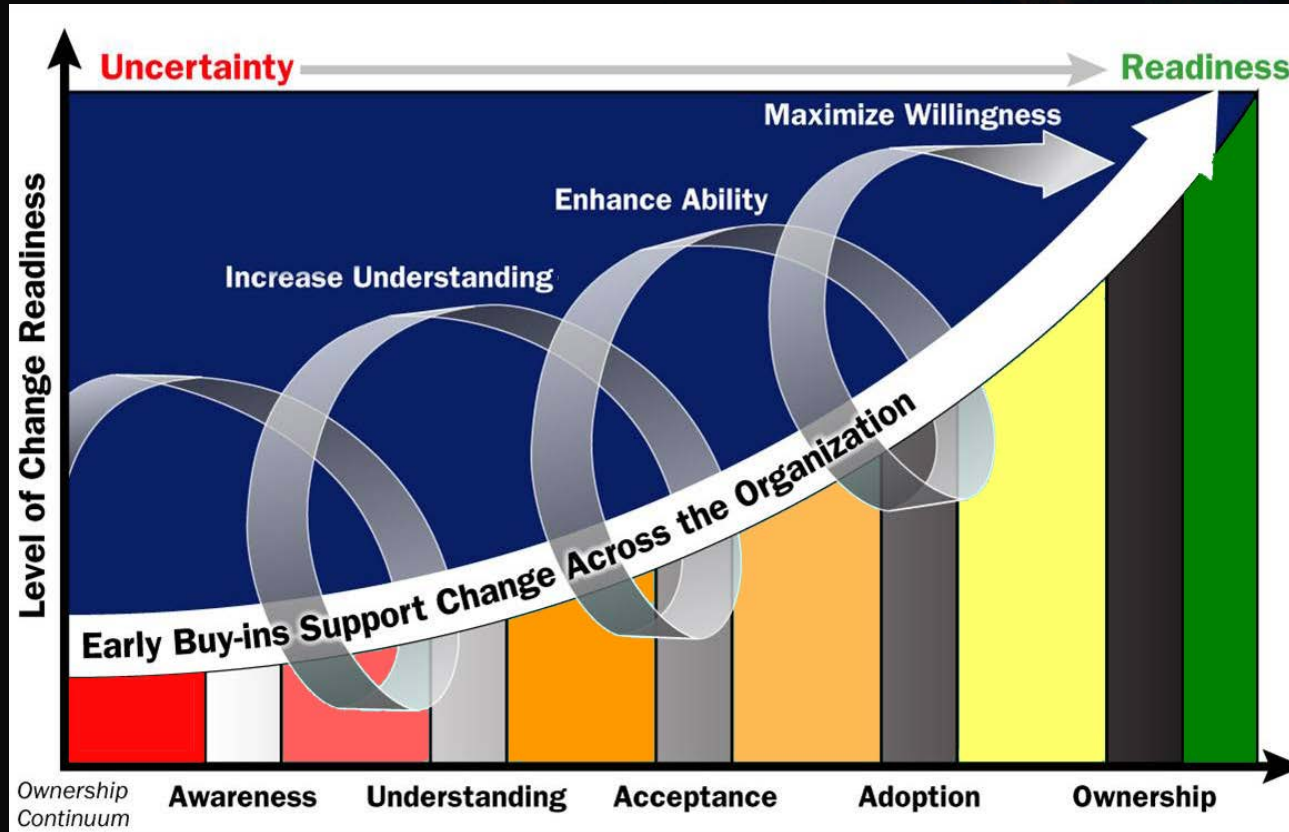 Uncertainty
Readiness
Maximize Willingness
Enhance Ability
Increase Understanding
Level of Change Readiness
Early Buy-ins Support Change Across the Organization
Ownership
Continuum
Awareness
Understanding
Acceptance
Adoption
Ownership